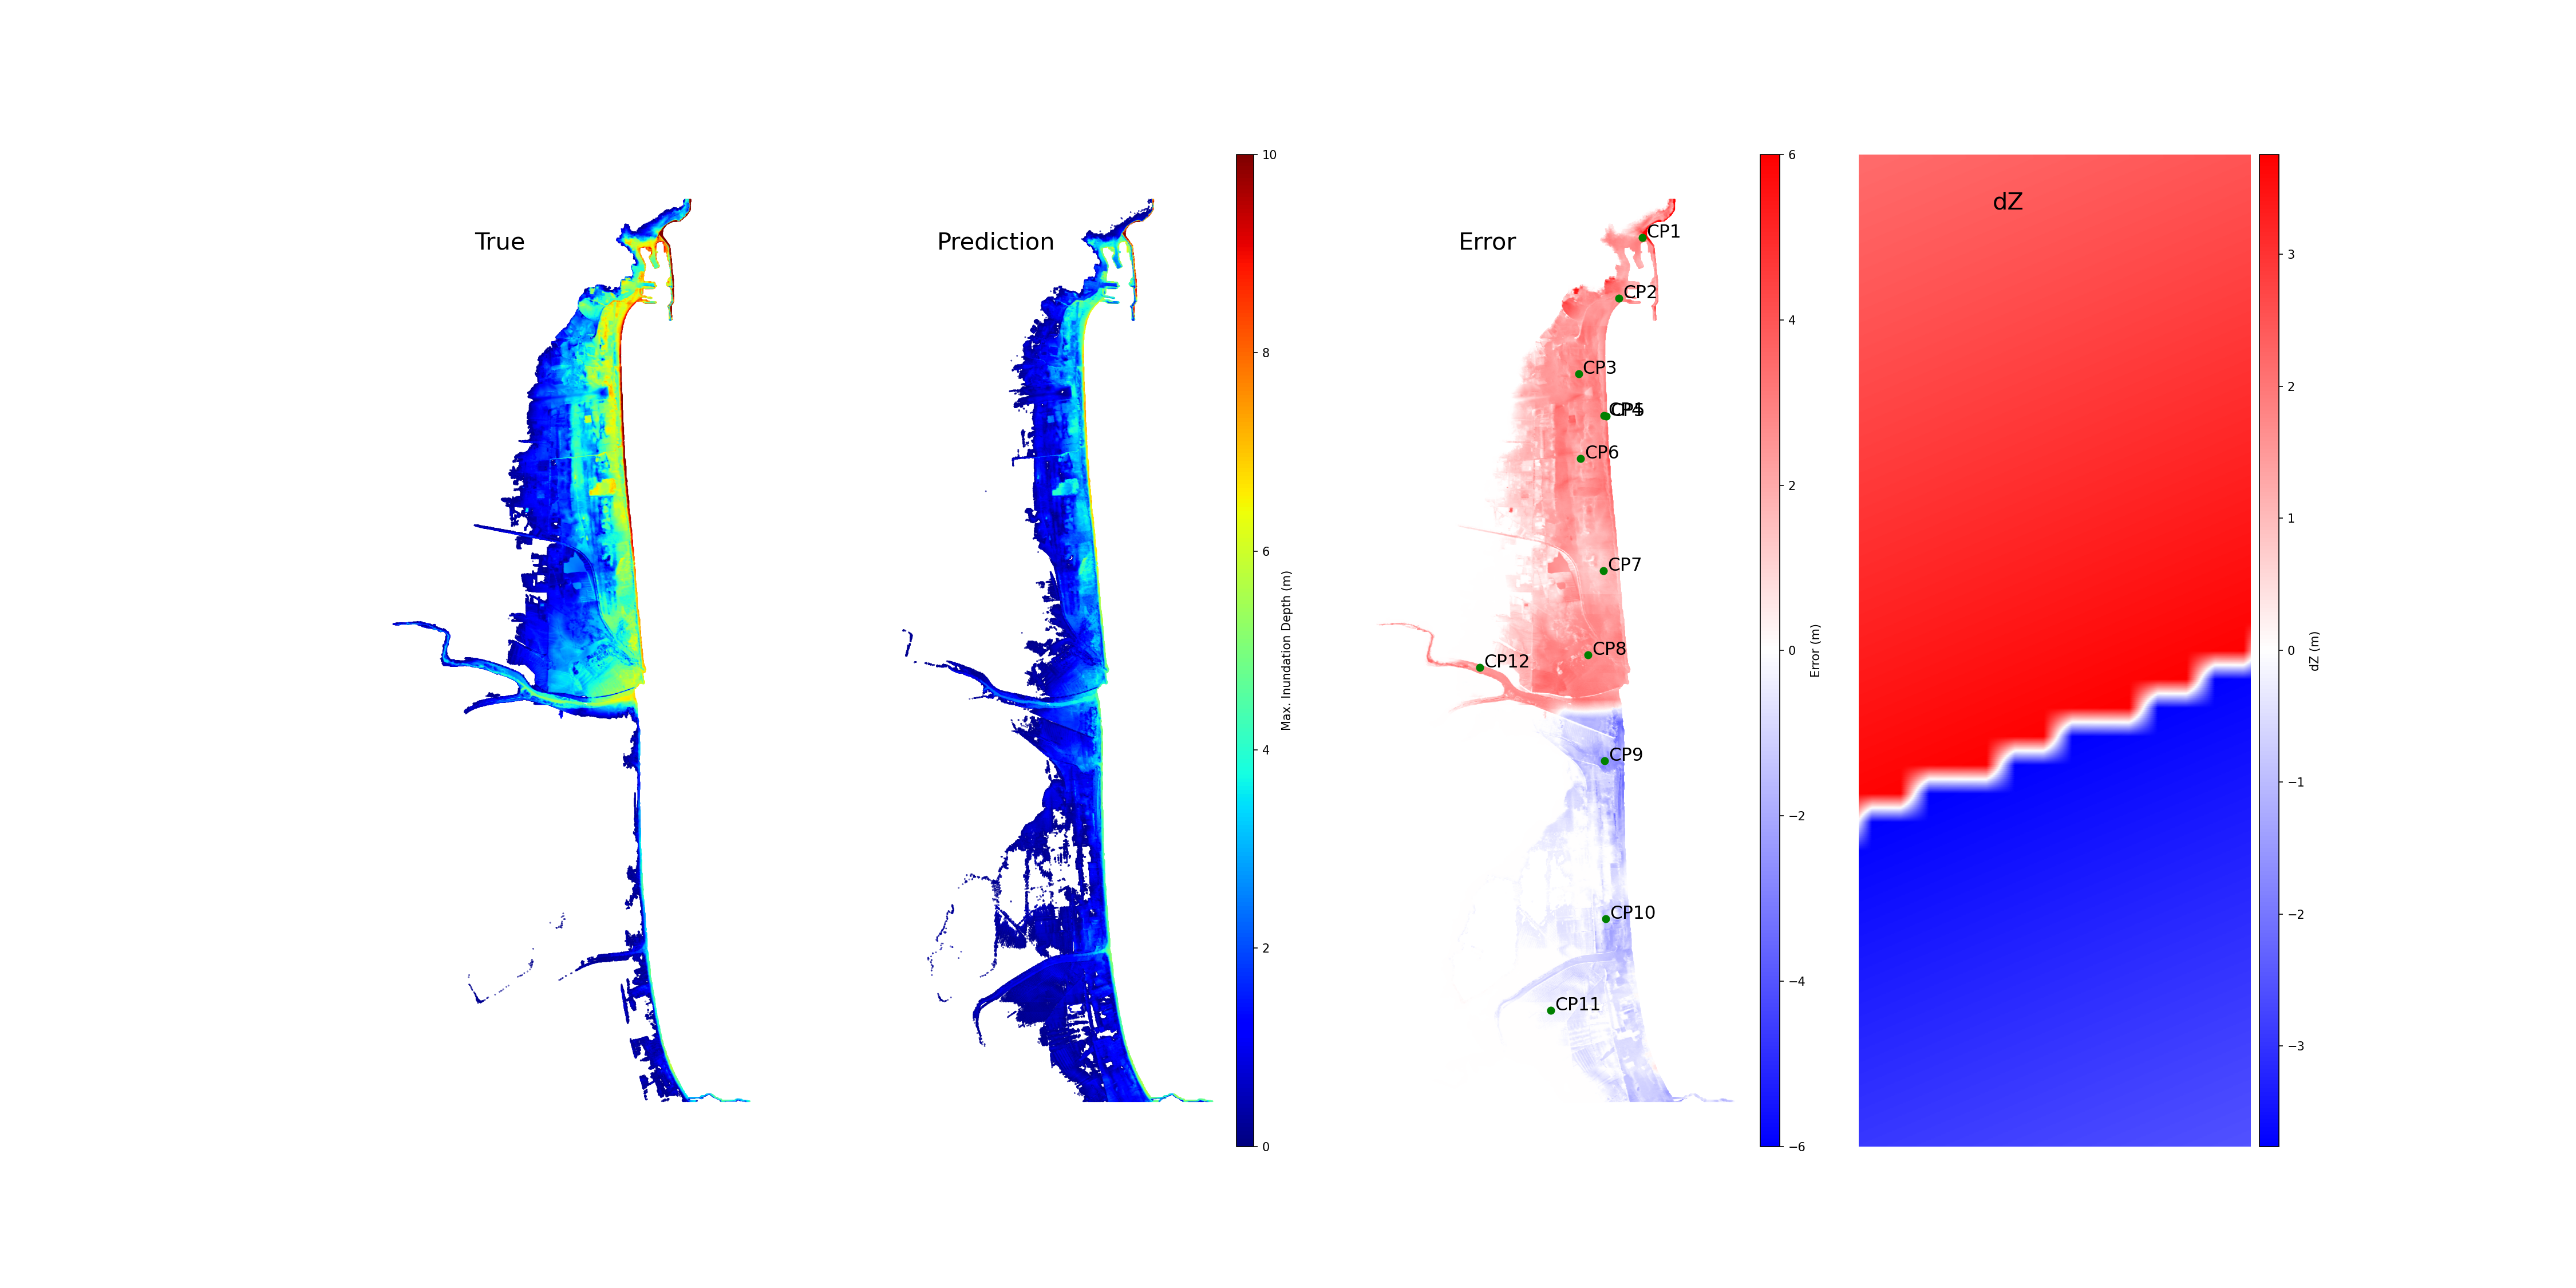 True
Prediction
10
8
6
4
2
0
Max. Inundation Depth (m)
Error
CP1
CP2
CP3
CP6
CP7
CP8
CP12
CP9
CP10
CP11
6
4
2
0
−2
−4
−6
Error (m)
dZ
3
2
1
0
−1
−2
−3
dZ (m)